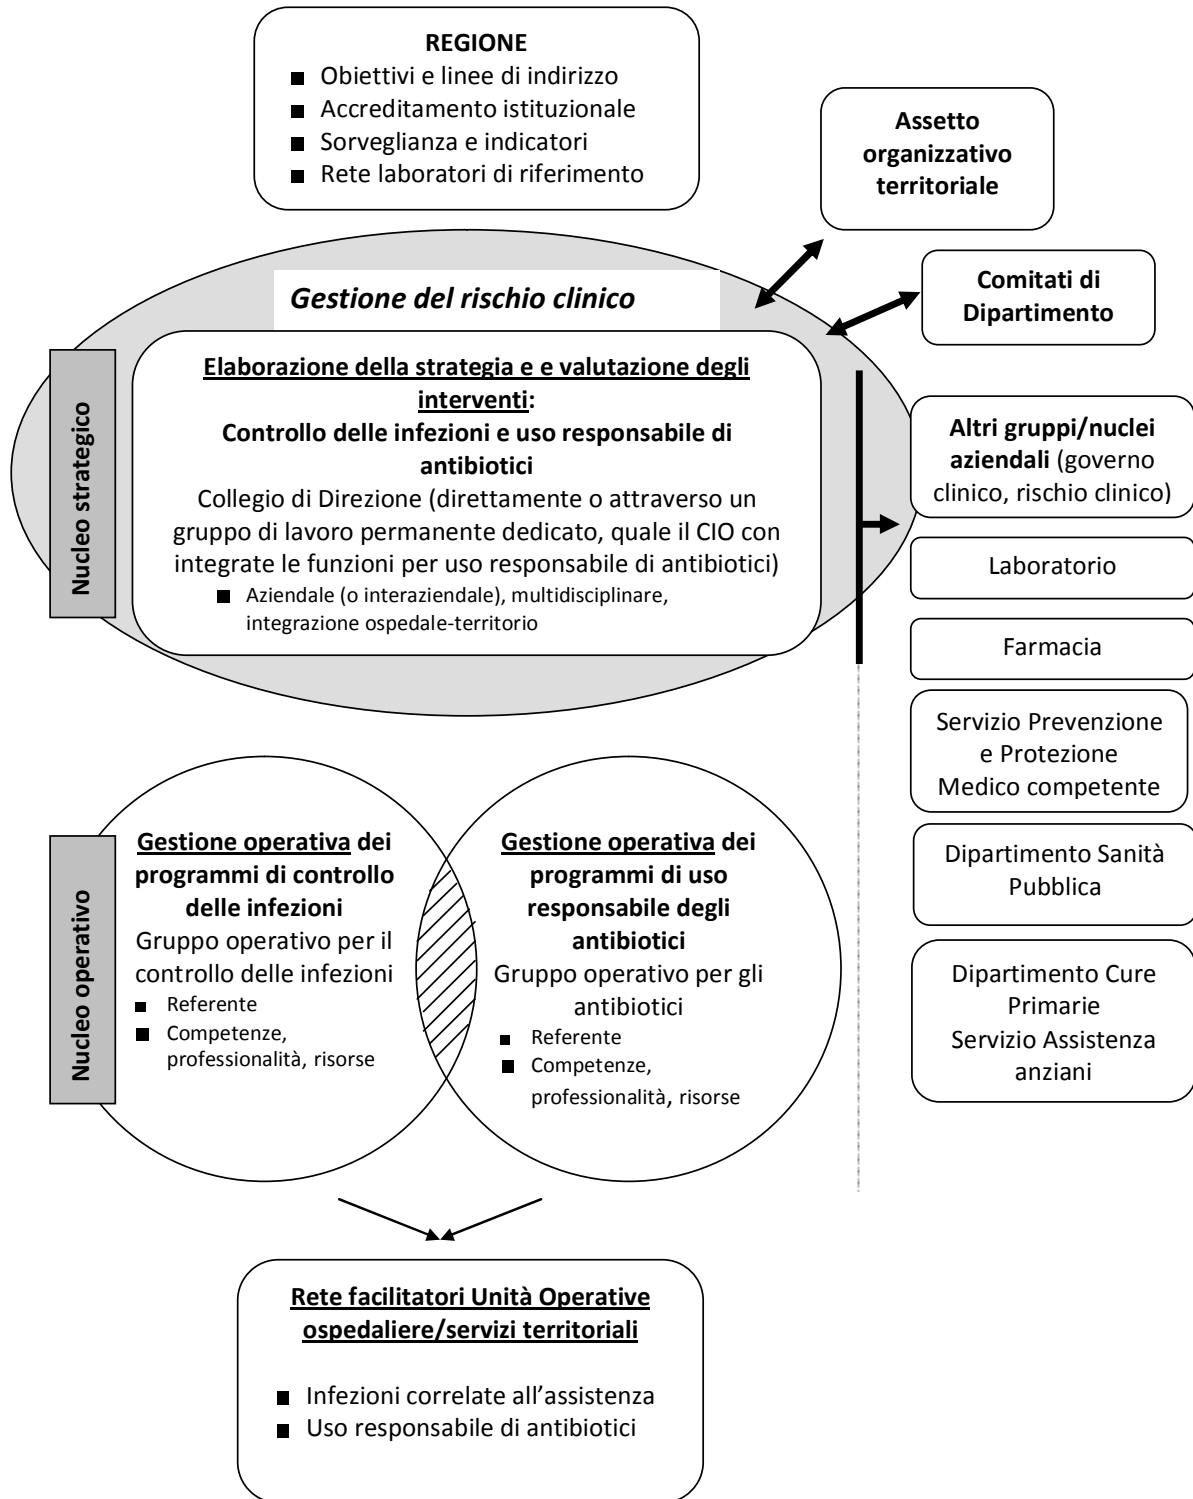 REGIONE
■ Obiettivi e linee di indirizzo
■ Accreditamento istituzionale
■ Sorveglianza e indicatori
■ Rete laboratori di riferimento
Assetto
organizzativo
territoriale
Comitati di
Dipartimento
Gestione del rischio clinico
Nucleo strategico
Elaborazione della strategia e e valutazione degli
interventi:
Controllo delle infezioni e uso responsabile di
antibiotici
Collegio di Direzione (direttamente o attraverso un
gruppo di lavoro permanente dedicato, quale il CIO con
integrate le funzioni per uso responsabile di antibiotici)
■ Aziendale (o interaziendale), multidisciplinare,
integrazione ospedale-territorio
Altri gruppi/nuclei
aziendali (governo
clinico, rischio clinico)
Laboratorio
Farmacia
Servizio Prevenzione
e Protezione
Medico competente
Dipartimento Sanità
Pubblica
Dipartimento Cure
Primarie
Servizio Assistenza
anziani
Nucleo operativo
Gestione operativa dei
programmi di controllo
delle infezioni
Gruppo operativo per il
controllo delle infezioni
■ Referente
■ Competenze,
professionalità, risorse
Gestione operativa dei
programmi di uso
responsabile degli
antibiotici
Gruppo operativo per gli
antibiotici
■ Referente
■ Competenze,
professionalità, risorse
Rete facilitatori Unità Operative
ospedaliere/servizi territoriali
■ Infezioni correlate all’assistenza
■ Uso responsabile di antibiotici